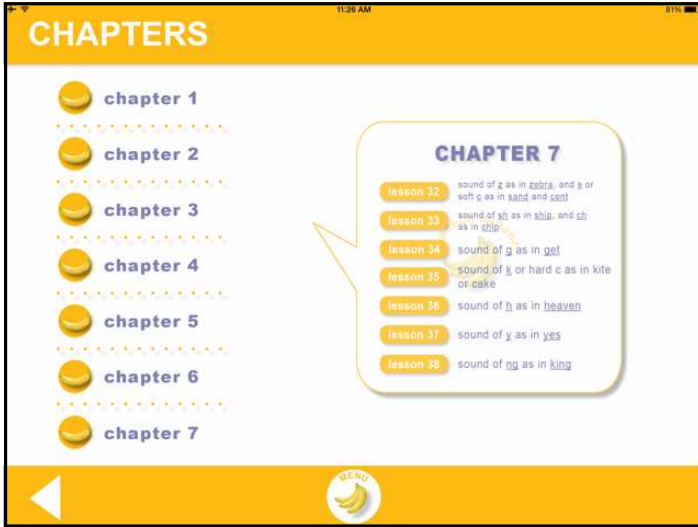 11:26 AM
81%
CHAPTERS
chapter 1
chapter 2
chapter 3
chapter 4
chapter 5
chapter 6
chapter 7
CHAPTER 7
lesson 32 sound of z as in zebra, and s or
soft c as in sand and cent
lesson 33 sound of sh as in ship, and ch
as in chip
lesson 34 sound of g as in get
lesson 35 sound of k or hard c as in kite
or cake
lesson 36 sound of h as in heaven
lesson 37 sound of y as in yes
lesson 38 sound of ng as in king
MENU